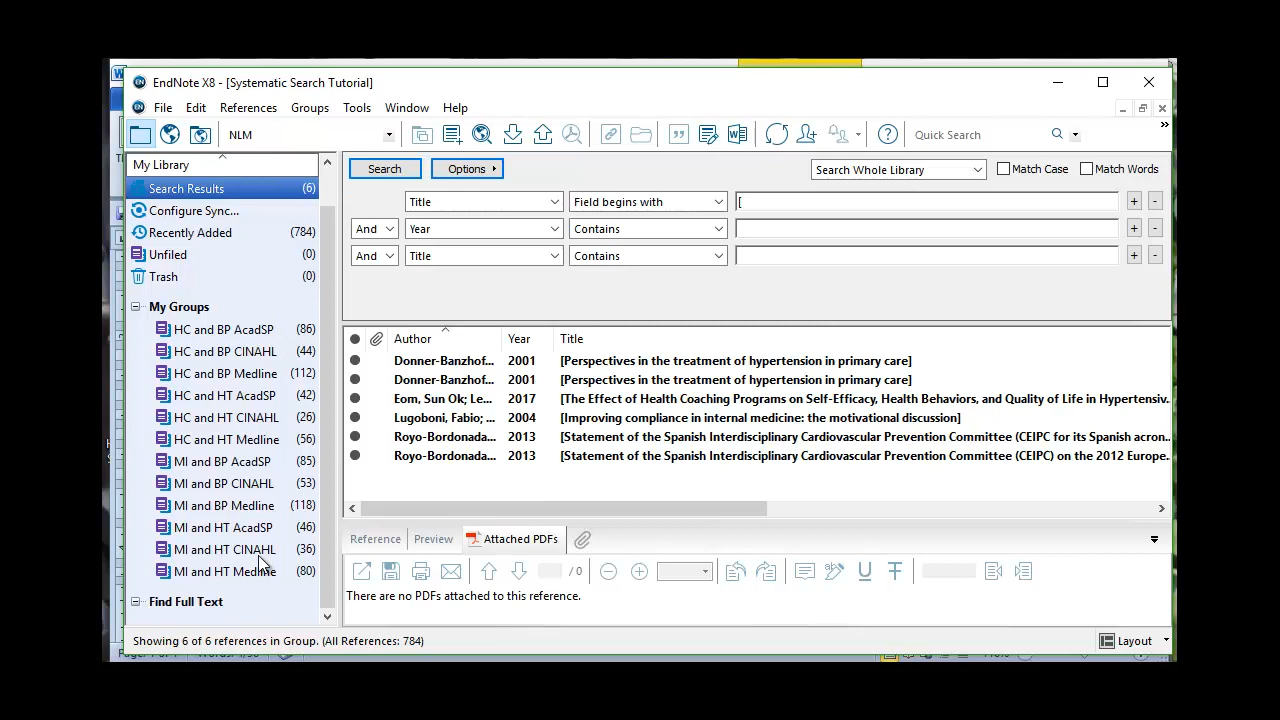 EndNote X8 - [Systematic Search Tutorial]
File Edit References Groups Tools Window Help
NLM
Quick Search
My Library
Search Results (6)
Configure Sync...
Recently Added (784)
Unfiled (0)
Trash (0)
My Groups
HC and BP AcadSP (86)
HC and BP CINAHL (44)
HC and BP Medline (112)
HC and HT AcadSP (42)
HC and HT CINAHL (26)
HC and HT Medline (56)
MI and BP AcadSP (85)
MI and BP CINAHL (53)
MI and BP Medline (118)
MI and HT AcadSP (46)
MI and HT CINAHL (36)
MI and HT Medline (80)
Find Full Text
Search Options Search Whole Library Match Case Match Words
Title Field begins with [ + -
And Year Contains + -
And Title Contains + -
Author Year Title
Donner-Banzhof... 2001 [Perspectives in the treatment of hypertension in primary care]
Donner-Banzhof... 2001 [Perspectives in the treatment of hypertension in primary care]
Eom, Sun Ok; Le... 2017 [The Effect of Health Coaching Programs on Self-Efficacy, Health Behaviors, and Quality of Life in Hypertensiv...
Lugoboni, Fabio; ... 2004 [Improving compliance in internal medicine: the motivational discussion]
Royo-Bordonada... 2013 [Statement of the Spanish Interdisciplinary Cardiovascular Prevention Committee (CEIPC for its Spanish acron...
Royo-Bordonada... 2013 [Statement of the Spanish Interdisciplinary Cardiovascular Prevention Committee (CEIPC) on the 2012 Europe...
Reference Preview Attached PDFs
/ 0
There are no PDFs attached to this reference.
Showing 6 of 6 references in Group. (All References: 784)
Layout